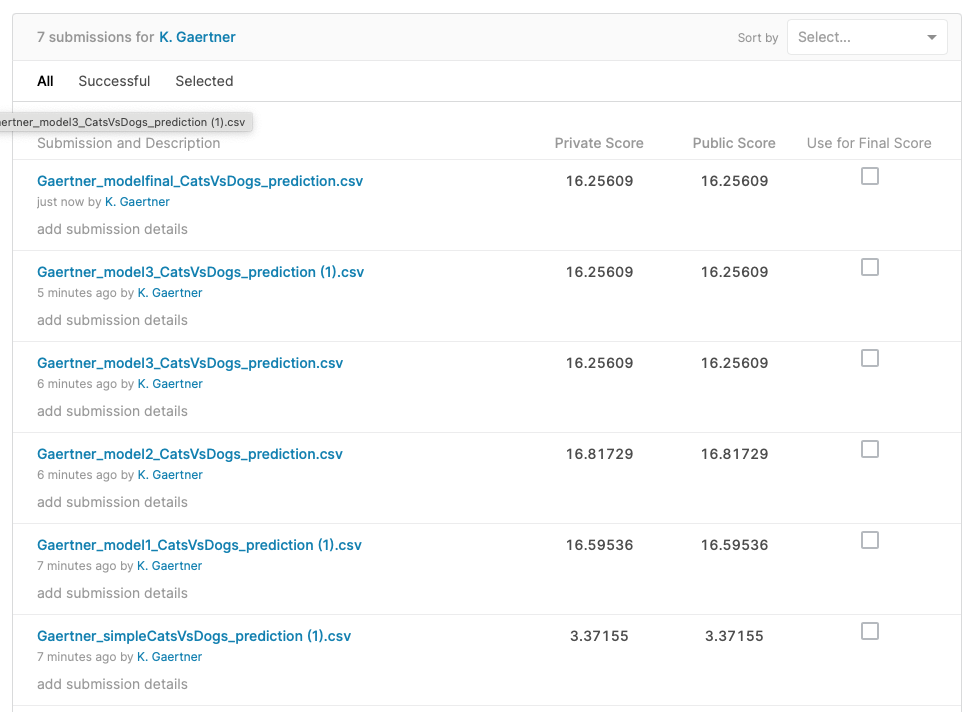 7 submissions for K. Gaertner
Sort by Select...
All Successful Selected
ertner_model3_CatsVsDogs_prediction (1).csv
Submission and Description Private Score Public Score Use for Final Score
Gaertner_modelfinal_CatsVsDogs_prediction.csv 16.25609 16.25609
just now by K. Gaertner
add submission details
Gaertner_model3_CatsVsDogs_prediction (1).csv 16.25609 16.25609
5 minutes ago by K. Gaertner
add submission details
Gaertner_model3_CatsVsDogs_prediction.csv 16.25609 16.25609
6 minutes ago by K. Gaertner
add submission details
Gaertner_model2_CatsVsDogs_prediction.csv 16.81729 16.81729
6 minutes ago by K. Gaertner
add submission details
Gaertner_model1_CatsVsDogs_prediction (1).csv 16.59536 16.59536
7 minutes ago by K. Gaertner
add submission details
Gaertner_simpleCatsVsDogs_prediction (1).csv 3.37155 3.37155
7 minutes ago by K. Gaertner
add submission details